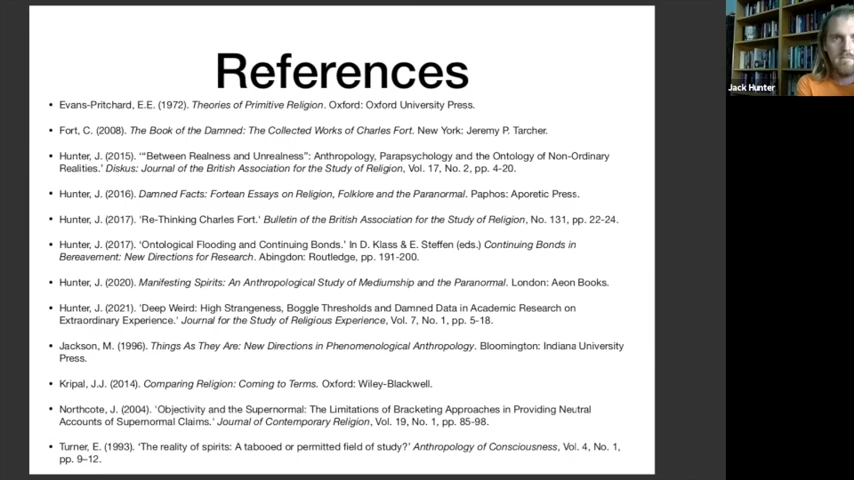 References
• Evans-Pritchard, E.E. (1972). Theories of Primitive Religion. Oxford: Oxford University Press.
• Fort, C. (2008). The Book of the Damned: The Collected Works of Charles Fort. New York: Jeremy P. Tarcher.
• Hunter, J. (2015). '"Between Realness and Unrealness": Anthropology, Parapsychology and the Ontology of Non-Ordinary
Realities.' Diskus: Journal of the British Association for the Study of Religion, Vol. 17, No. 2, pp. 4-20.
• Hunter, J. (2016). Damned Facts: Fortean Essays on Religion, Folklore and the Paranormal. Paphos: Aporetic Press.
• Hunter, J. (2017). 'Re-Thinking Charles Fort.' Bulletin of the British Association for the Study of Religion, No. 131, pp. 22-24.
• Hunter, J. (2017). 'Ontological Flooding and Continuing Bonds.' In D. Klass & E. Steffen (eds.) Continuing Bonds in
Bereavement: New Directions for Research. Abingdon: Routledge, pp. 191-200.
• Hunter, J. (2020). Manifesting Spirits: An Anthropological Study of Mediumship and the Paranormal. London: Aeon Books.
• Hunter, J. (2021). 'Deep Weird: High Strangeness, Boggle Thresholds and Damned Data in Academic Research on
Extraordinary Experience.' Journal for the Study of Religious Experience, Vol. 7, No. 1, pp. 5-18.
• Jackson, M. (1996). Things As They Are: New Directions in Phenomenological Anthropology. Bloomington: Indiana University
Press.
• Kripal, J.J. (2014). Comparing Religion: Coming to Terms. Oxford: Wiley-Blackwell.
• Northcote, J. (2004). 'Objectivity and the Supernormal: The Limitations of Bracketing Approaches in Providing Neutral
Accounts of Supernormal Claims.' Journal of Contemporary Religion, Vol. 19, No. 1, pp. 85-98.
• Turner, E. (1993). 'The reality of spirits: A tabooed or permitted field of study?' Anthropology of Consciousness, Vol. 4, No. 1,
pp. 9–12.
Jack Hunter